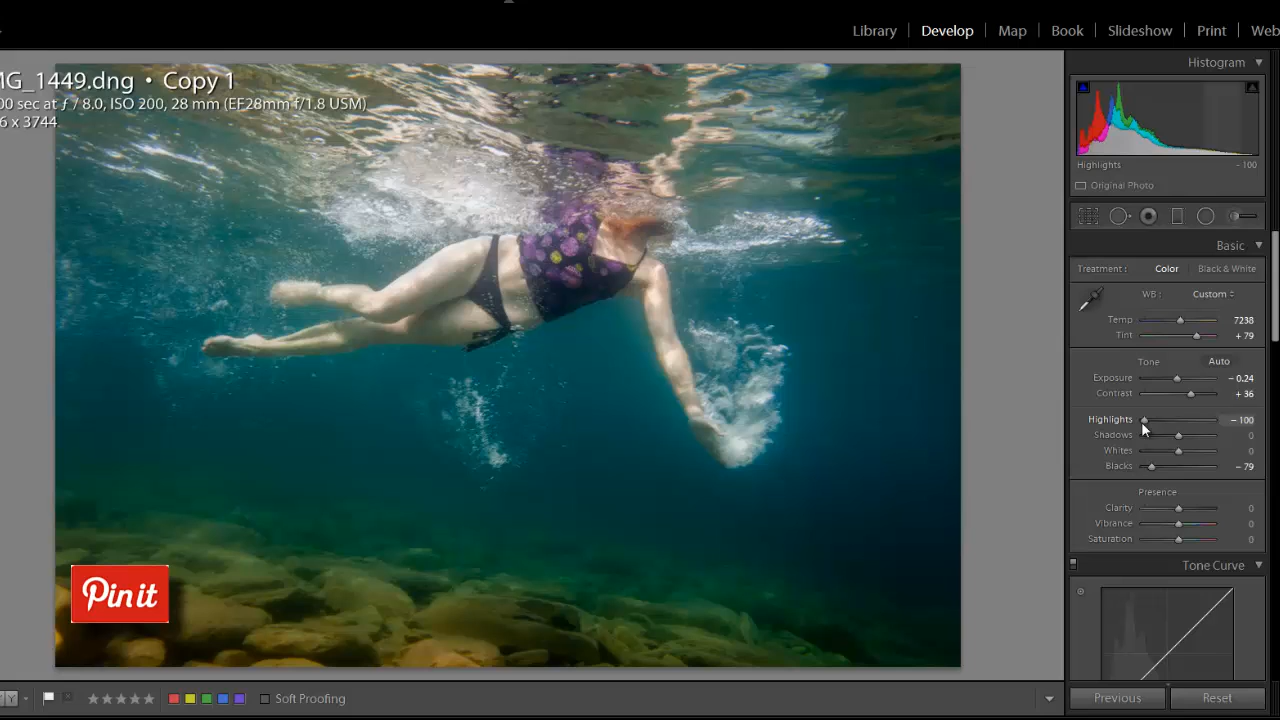 Library | Develop | Map | Book | Slideshow | Print | Web
MG_1449.dng • Copy 1
00 sec at ƒ / 8.0, ISO 200, 28 mm (EF28mm f/1.8 USM)
6 x 3744
Histogram
Highlights -100
Original Photo
Basic
Treatment: Color Black & White
WB: Custom
Temp 7238
Tint + 79
Tone Auto
Exposure - 0.24
Contrast + 36
Highlights - 100
Shadows 0
Whites 0
Blacks - 79
Presence
Clarity 0
Vibrance 0
Saturation 0
Tone Curve
Pin it
Y
Soft Proofing
Previous Reset